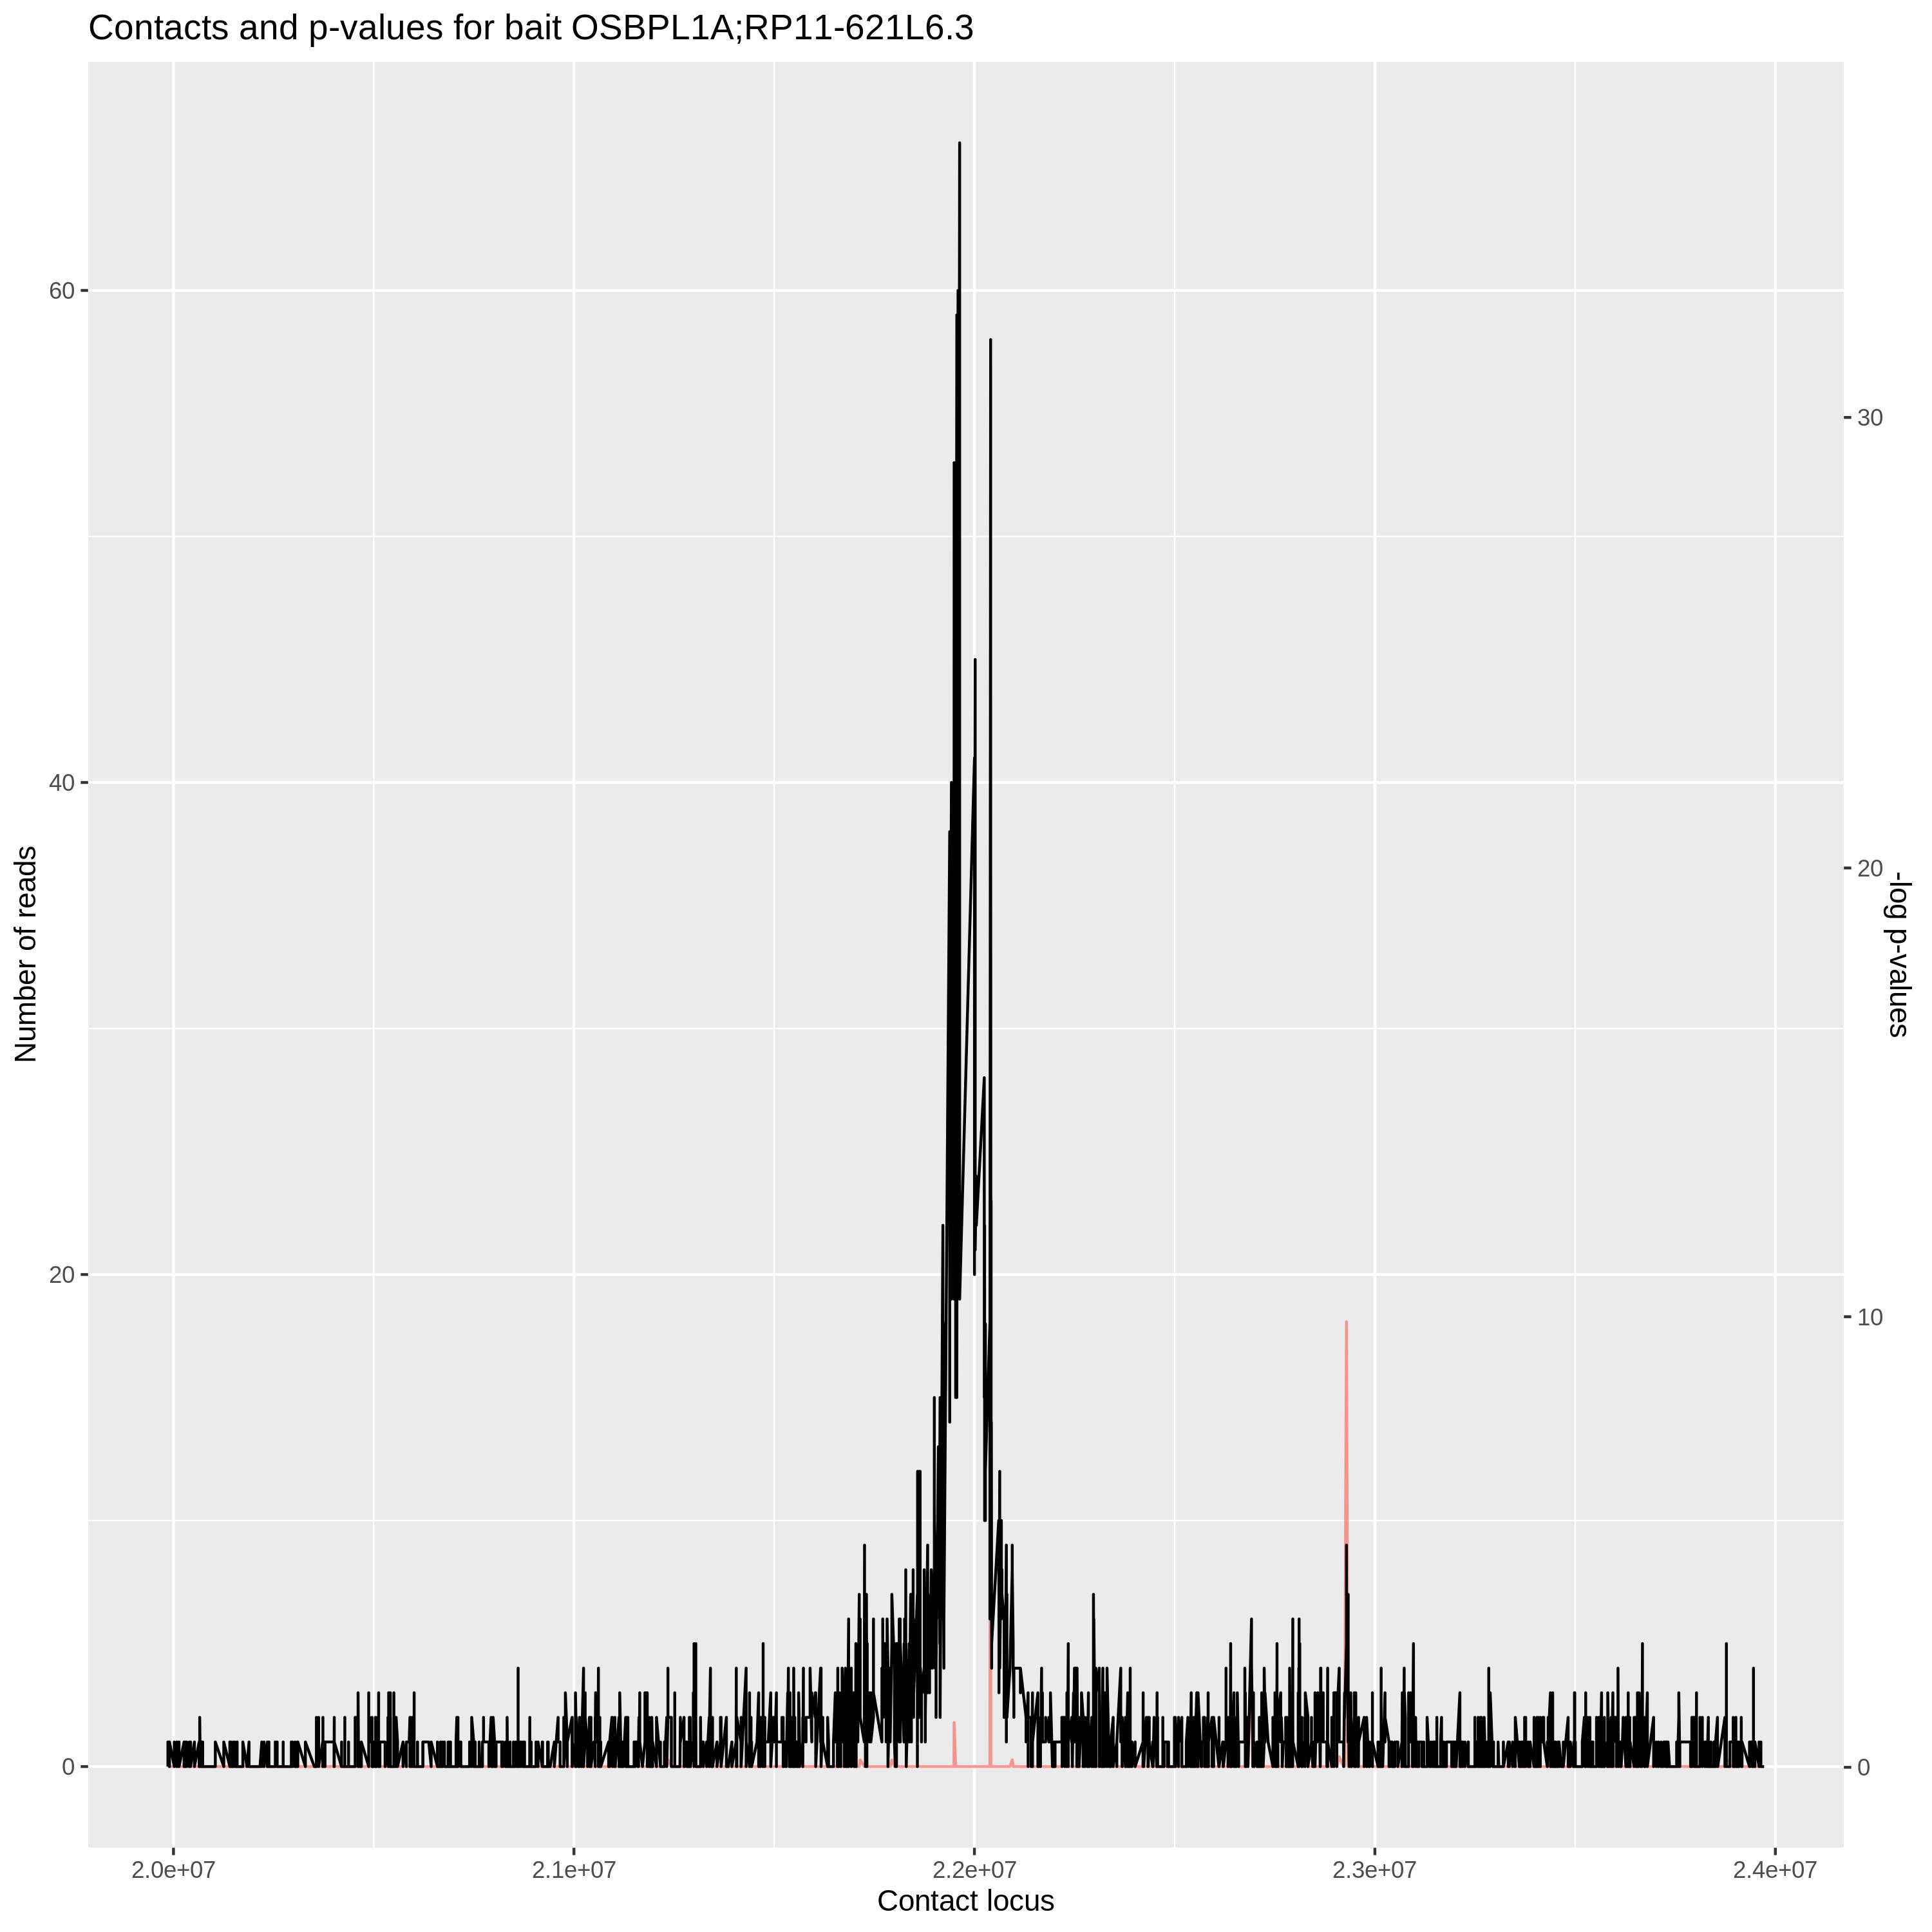 Contacts and p-values for bait OSBPL1A;RP11-621L6.3
60
40
20
0
Number of reads
30
20
10
0
-log p-values
2.0e+07 2.1e+07 2.2e+07 2.3e+07 2.4e+07
Contact locus